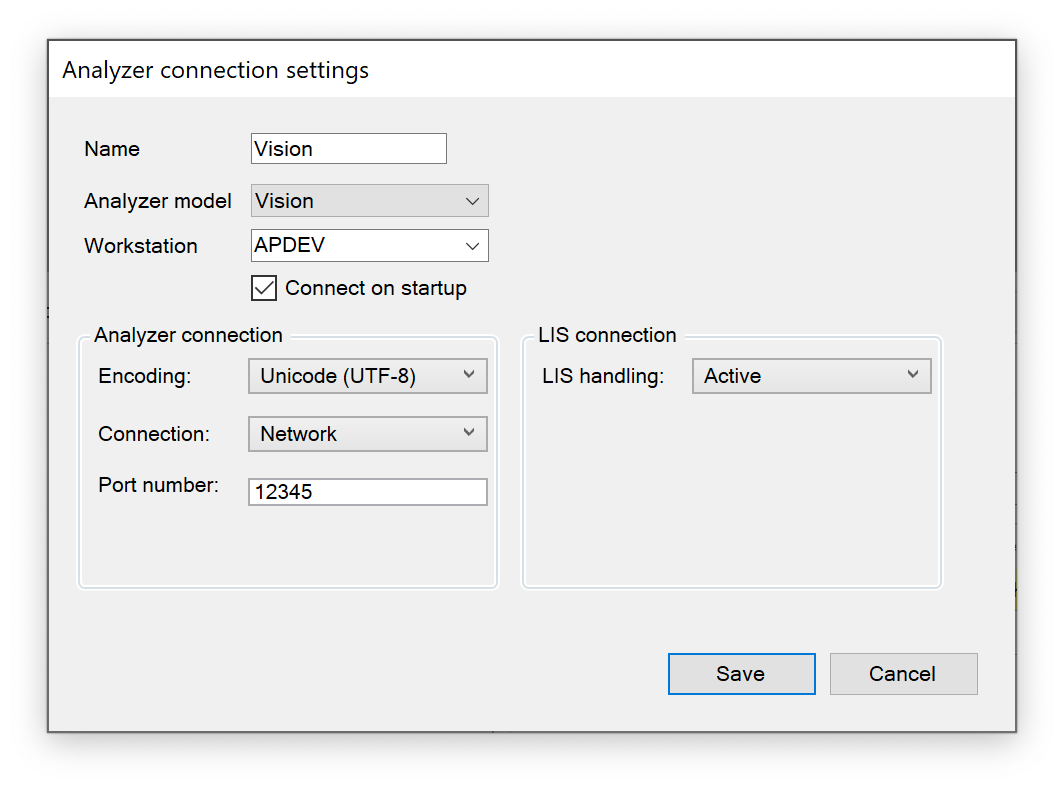 Analyzer connection settings
Name Vision
Analyzer model Vision
Workstation APDEV
Connect on startup
Analyzer connection
Encoding: Unicode (UTF-8)
Connection: Network
Port number: 12345
LIS connection
LIS handling: Active
Save Cancel